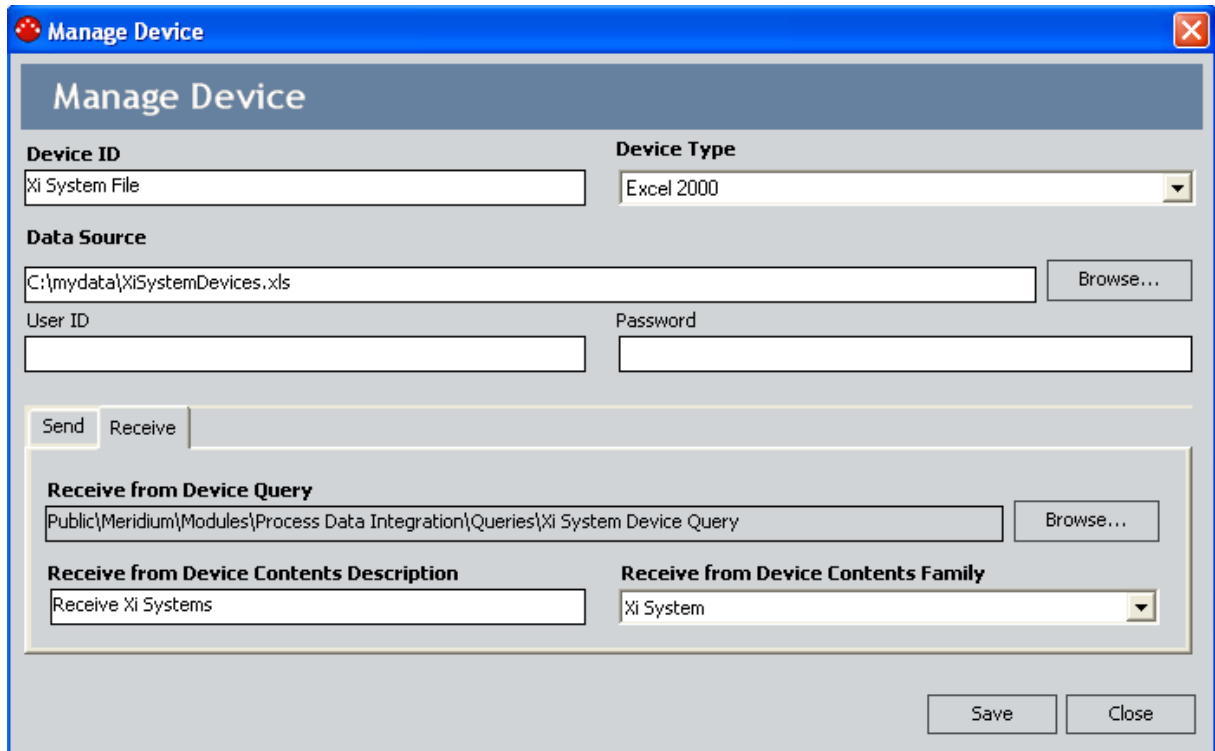 Manage Device
Manage Device
Device ID
Device Type
Xi System File
Excel 2000
Data Source
C:\mydata\XiSystemDevices.xls
Browse...
User ID
Password
Send
Receive
Receive from Device Query
Public\Meridium\Modules\Process Data Integration\Queries\Xi System Device Query
Browse...
Receive from Device Contents Description
Receive from Device Contents Family
Receive Xi Systems
Xi System
Save
Close